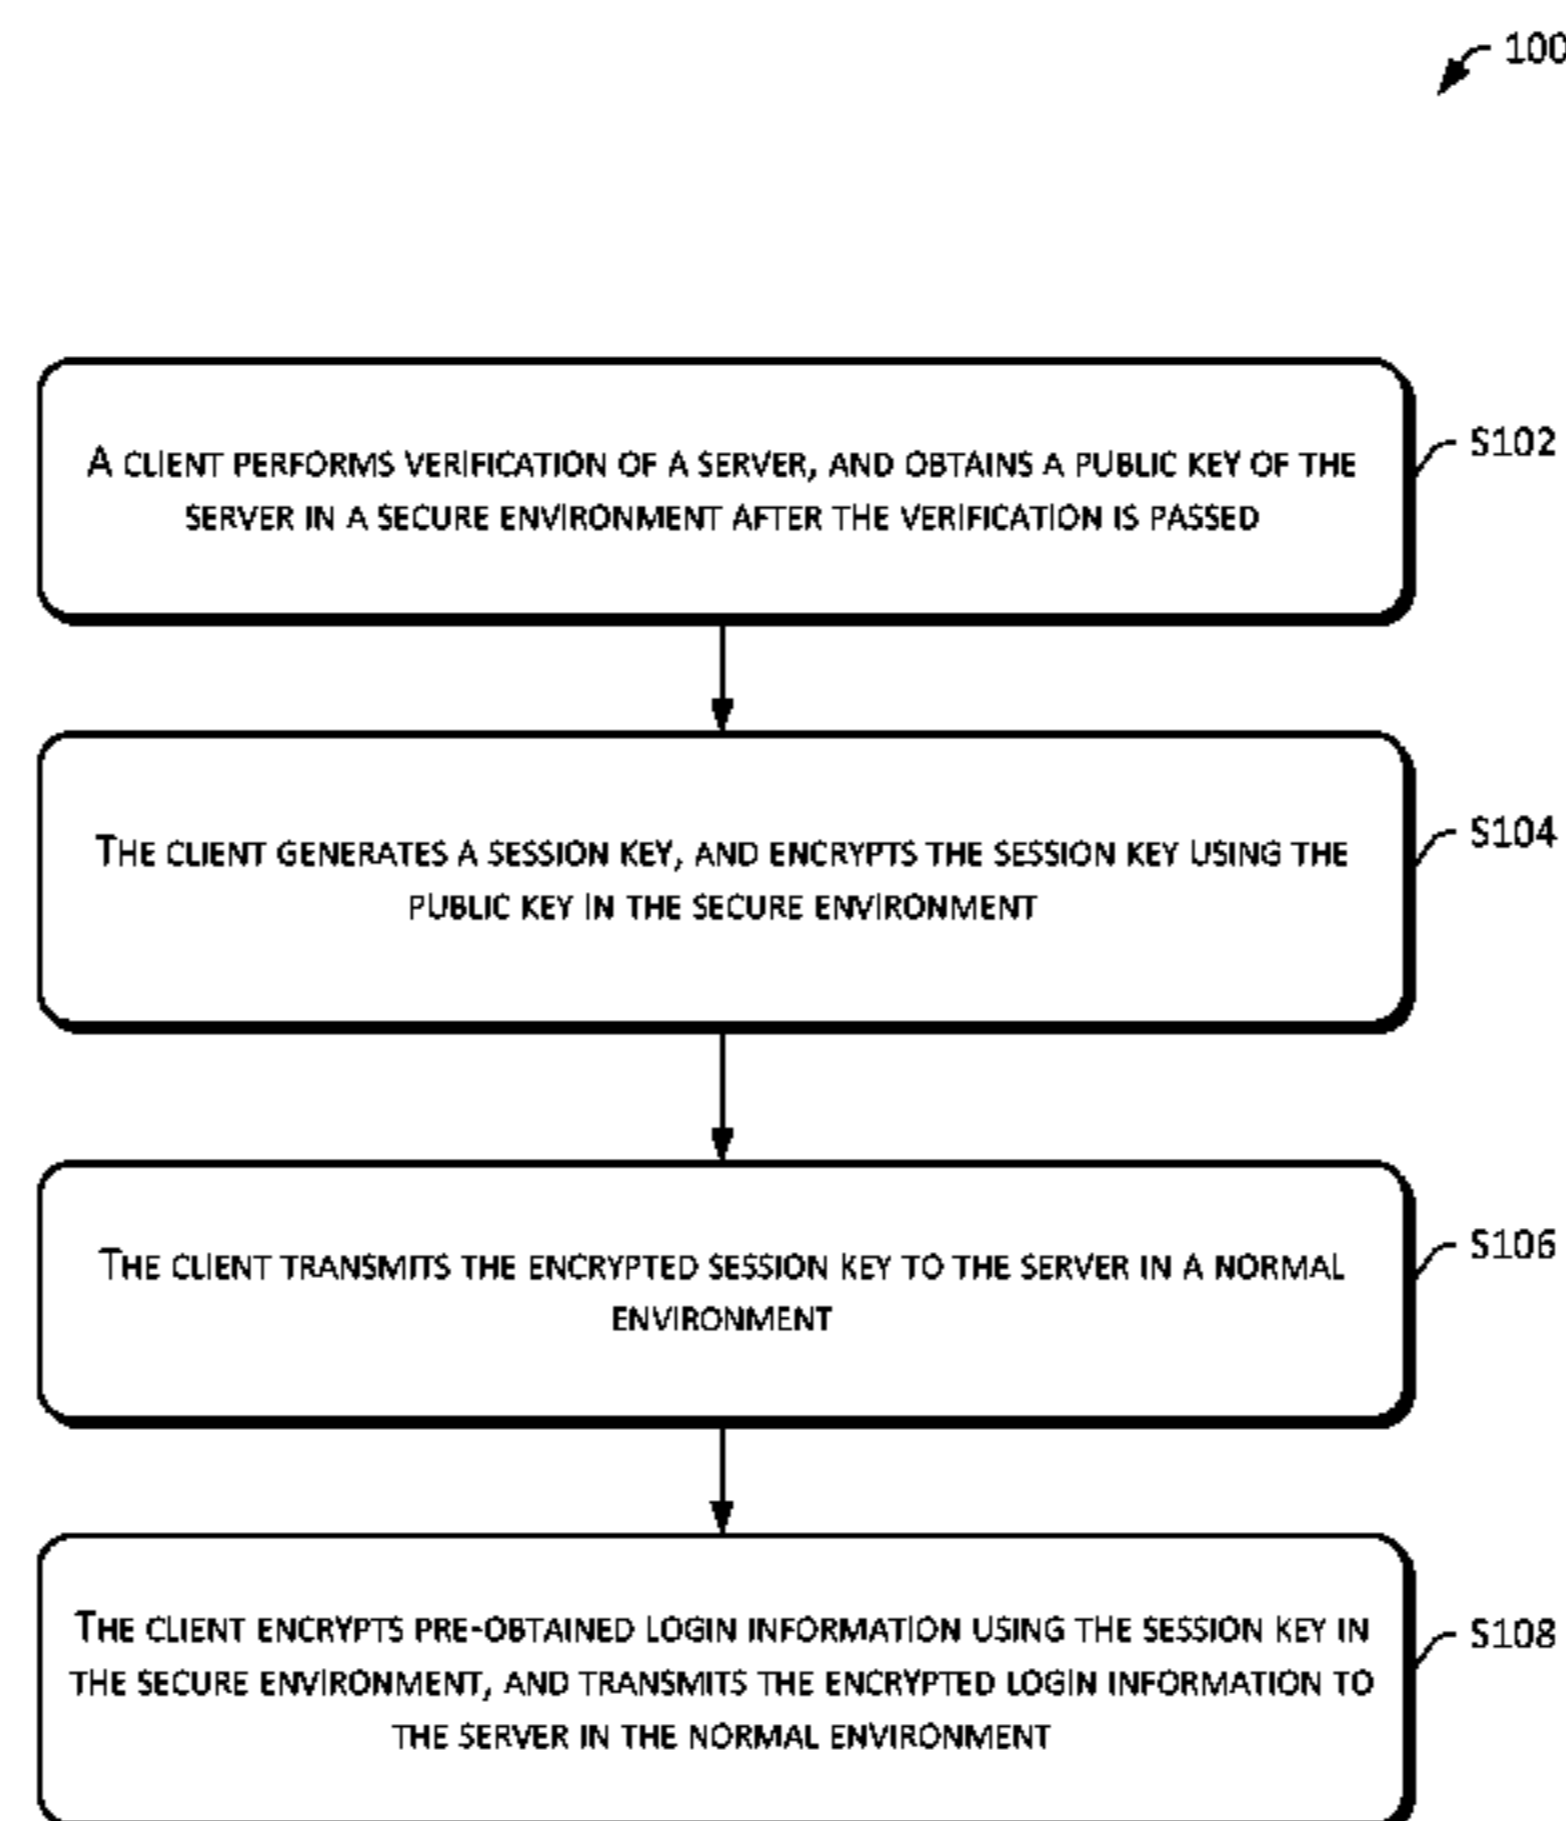 100
A CLIENT PERFORMS VERIFICATION OF A SERVER, AND OBTAINS A PUBLIC KEY OF THE
SERVER IN A SECURE ENVIRONMENT AFTER THE VERIFICATION IS PASSED
S102
THE CLIENT GENERATES A SESSION KEY, AND ENCRYPTS THE SESSION KEY USING THE
PUBLIC KEY IN THE SECURE ENVIRONMENT
S104
THE CLIENT TRANSMITS THE ENCRYPTED SESSION KEY TO THE SERVER IN A NORMAL
ENVIRONMENT
S106
THE CLIENT ENCRYPTS PRE-OBTAINED LOGIN INFORMATION USING THE SESSION KEY IN
THE SECURE ENVIRONMENT, AND TRANSMITS THE ENCRYPTED LOGIN INFORMATION TO
THE SERVER IN THE NORMAL ENVIRONMENT
S108